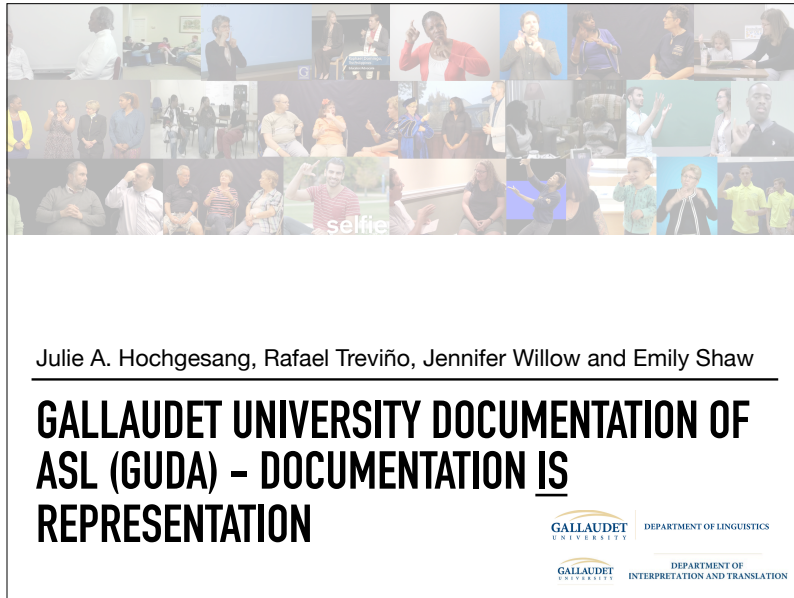 selfie
Julie A. Hochgesang, Rafael Treviño, Jennifer Willow and Emily Shaw
GALLAUDET UNIVERSITY DOCUMENTATION OF
ASL (GUDA) – DOCUMENTATION IS
REPRESENTATION
GALLAUDET
UNIVERSITY
DEPARTMENT OF LINGUISTICS
GALLAUDET
UNIVERSITY
DEPARTMENT OF
INTERPRETATION AND TRANSLATION